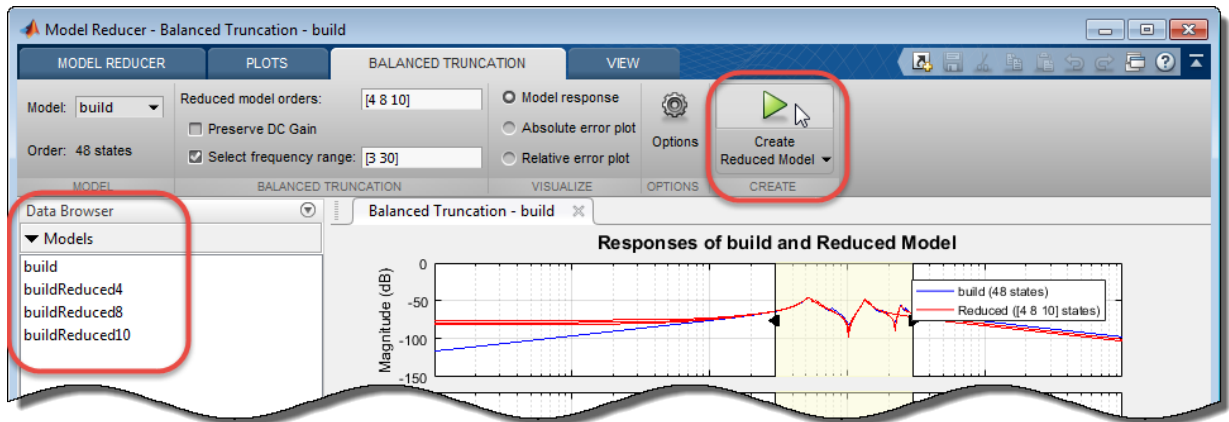 Model Reducer - Balanced Truncation - build
MODEL REDUCER PLOTS BALANCED TRUNCATION VIEW
Model: build
Order: 48 states
MODEL
Reduced model orders: [4 8 10]
Preserve DC Gain
Select frequency range: [3 30]
BALANCED TRUNCATION
Model response
Absolute error plot
Relative error plot
VISUALIZE
Options
OPTIONS
Create
Reduced Model
CREATE
Data Browser
Models
build
buildReduced4
buildReduced8
buildReduced10
Balanced Truncation - build
Responses of build and Reduced Model
Magnitude (dB)
0
-50
-100
-150
build (48 states)
Reduced ([4 8 10] states)